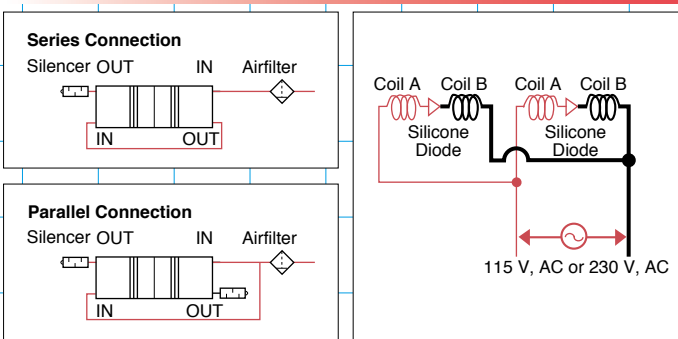 Series Connection
Silencer OUT IN Airfilter
IN OUT
Parallel Connection
Silencer OUT IN Airfilter
IN OUT
Coil A Coil B Coil A Coil B
Silicone Silicone
Diode Diode
115 V, AC or 230 V, AC